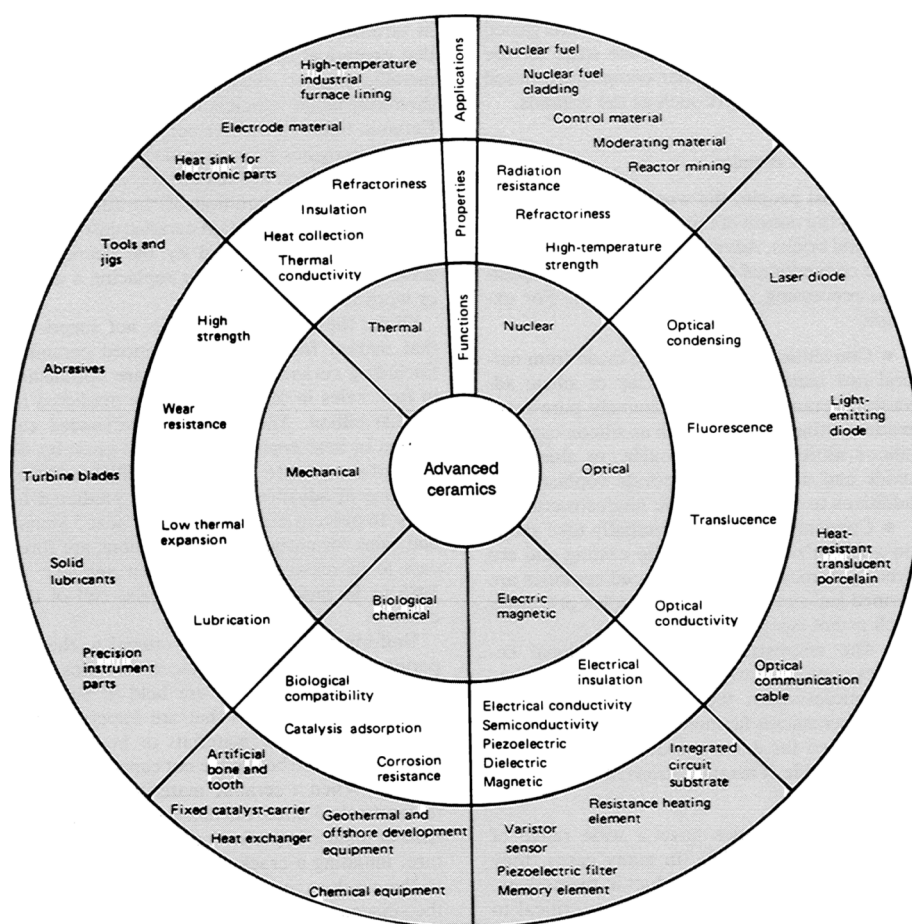 Applications
Properties
Functions
Advanced
ceramics
Thermal
Nuclear
Mechanical
Optical
Biological
chemical
Electric
magnetic
High-temperature
industrial
furnace lining
Electrode material
Heat sink for
electronic parts
Refractoriness
Insulation
Heat collection
Thermal
conductivity
Nuclear fuel
Nuclear fuel
cladding
Control material
Moderating material
Reactor mining
Radiation
resistance
Refractoriness
High-temperature
strength
Tools and
jigs
Abrasives
Turbine blades
Solid
lubricants
Precision
instrument
parts
High
strength
Wear
resistance
Low thermal
expansion
Lubrication
Optical
condensing
Fluorescence
Translucence
Optical
conductivity
Laser diode
Light-
emitting
diode
Heat-
resistant
translucent
porcelain
Optical
communication
cable
Biological
compatibility
Catalysis adsorption
Corrosion
resistance
Artificial
bone and
tooth
Fixed catalyst-carrier
Heat exchanger
Geothermal and
offshore development
equipment
Chemical equipment
Electrical
insulation
Electrical conductivity
Semiconductivity
Piezoelectric
Dielectric
Magnetic
Integrated
circuit
substrate
Resistance heating
element
Varistor
sensor
Piezoelectric filter
Memory element